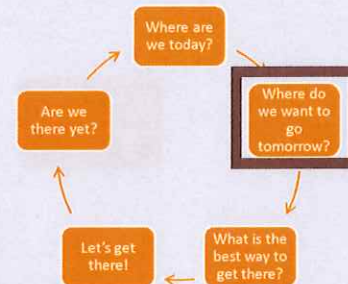 Where are
we today?
Where do
we want to
go
tomorrow?
What is the
best way to
get there?
Let's get
there!
Are we
there yet?